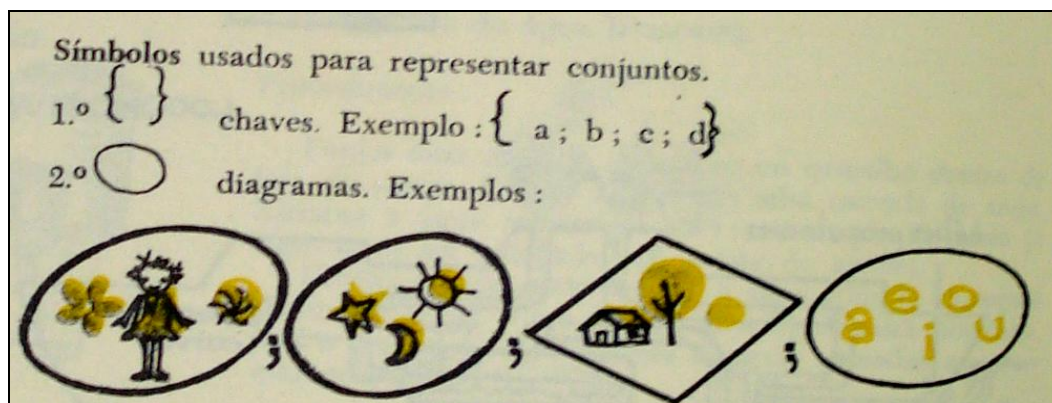 Símbolos usados para representar conjuntos.
1.º { } chaves. Exemplo : { a ; b ; c ; d }
2.º diagramas. Exemplos :
; ; ; a e i o u